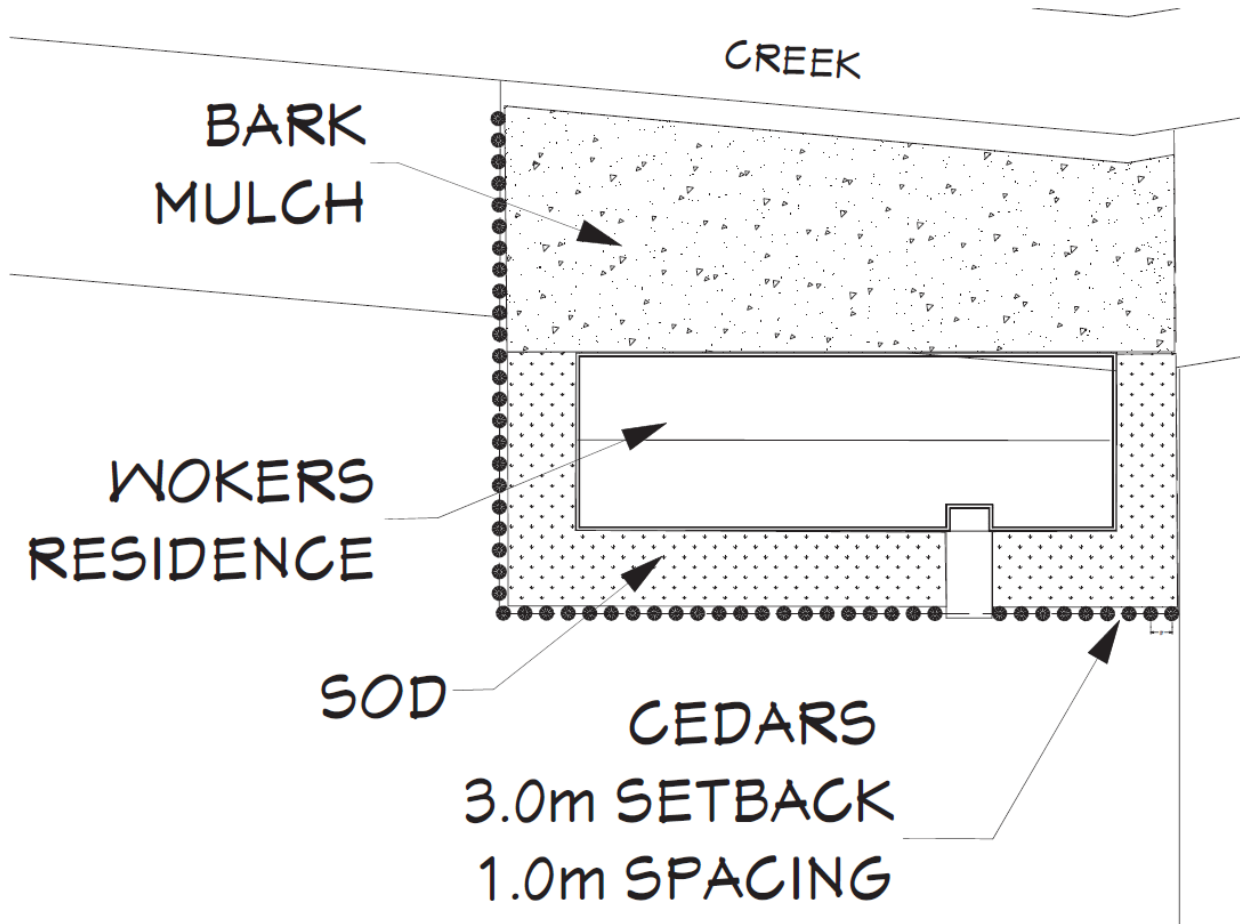 CREEK
BARK
MULCH
WOKERS
RESIDENCE
SOD
CEDARS
3.0m SETBACK
1.0m SPACING